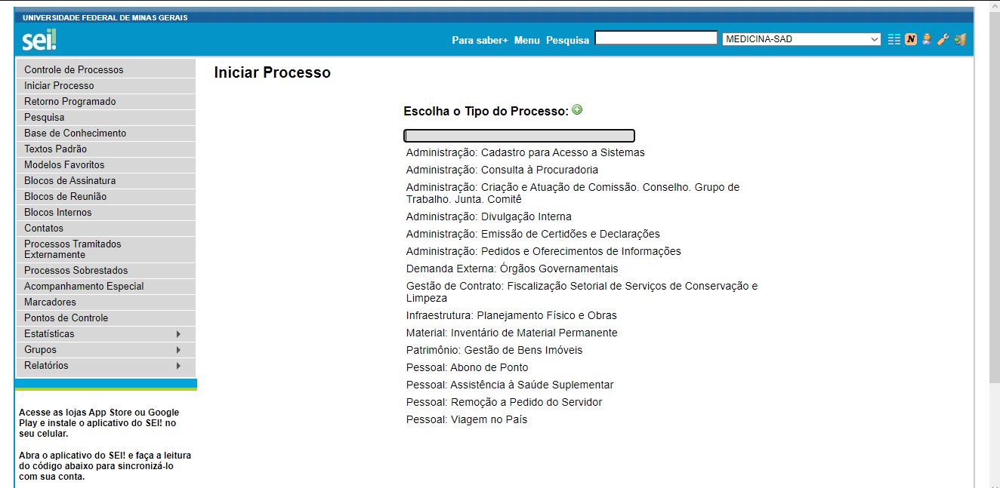 UNIVERSIDADE FEDERAL DE MINAS GERAIS
sei!
Para saber+ Menu Pesquisa
MEDICINA-SAD
N
Controle de Processos
Iniciar Processo
Retorno Programado
Pesquisa
Base de Conhecimento
Textos Padrão
Modelos Favoritos
Blocos de Assinatura
Blocos de Reunião
Blocos Internos
Contatos
Processos Tramitados
Externamente
Processos Sobrestados
Acompanhamento Especial
Marcadores
Pontos de Controle
Estatísticas
Grupos
Relatórios
Acesse as lojas App Store ou Google
Play e instale o aplicativo do SEI! no
seu celular.
Abra o aplicativo do SEI! e faça a leitura
do código abaixo para sincronizá-lo
com sua conta.
Iniciar Processo
Escolha o Tipo do Processo:
Administração: Cadastro para Acesso a Sistemas
Administração: Consulta à Procuradoria
Administração: Criação e Atuação de Comissão. Conselho. Grupo de
Trabalho. Junta. Comitê
Administração: Divulgação Interna
Administração: Emissão de Certidões e Declarações
Administração: Pedidos e Oferecimentos de Informações
Demanda Externa: Órgãos Governamentais
Gestão de Contrato: Fiscalização Setorial de Serviços de Conservação e
Limpeza
Infraestrutura: Planejamento Físico e Obras
Material: Inventário de Material Permanente
Patrimônio: Gestão de Bens Imóveis
Pessoal: Abono de Ponto
Pessoal: Assistência à Saúde Suplementar
Pessoal: Remoção a Pedido do Servidor
Pessoal: Viagem no País